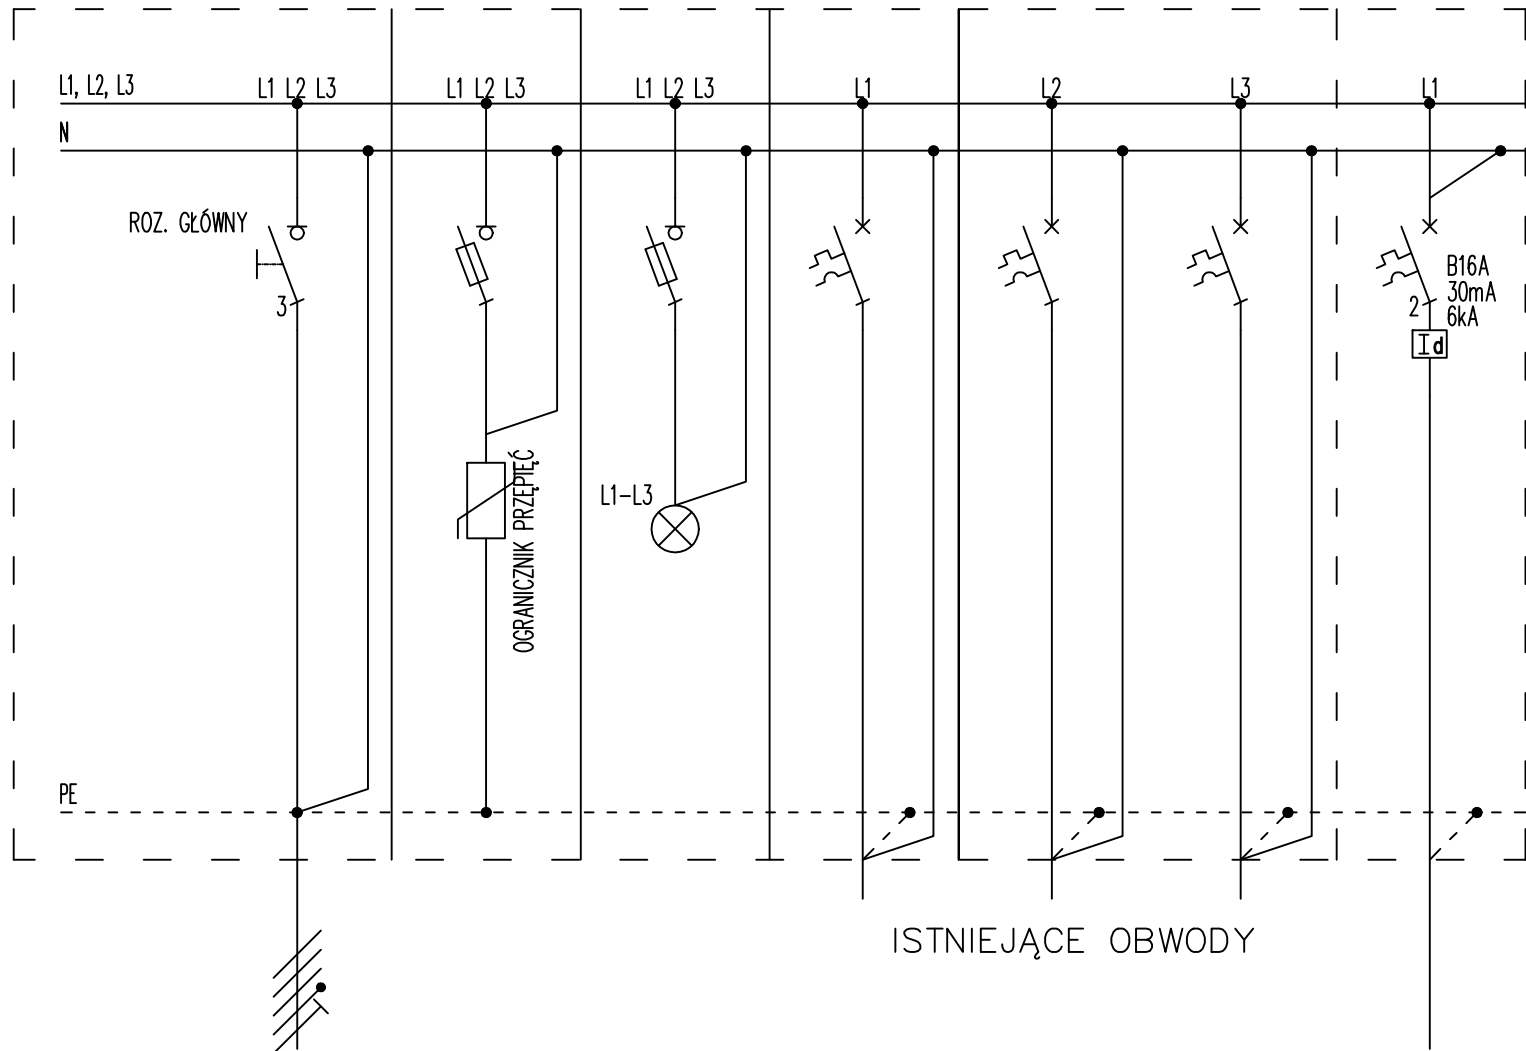 L1, L2, L3
L1 L2 L3
L1 L2 L3
L1 L2 L3
L1
L2
L3
L1
N
ROZ. GŁÓWNY
3
B16A
30mA
2
6kA
Id
OGRANICZNIK PRZĘPIĘĆ
L1-L3
PE
ISTNIEJĄCE OBWODY